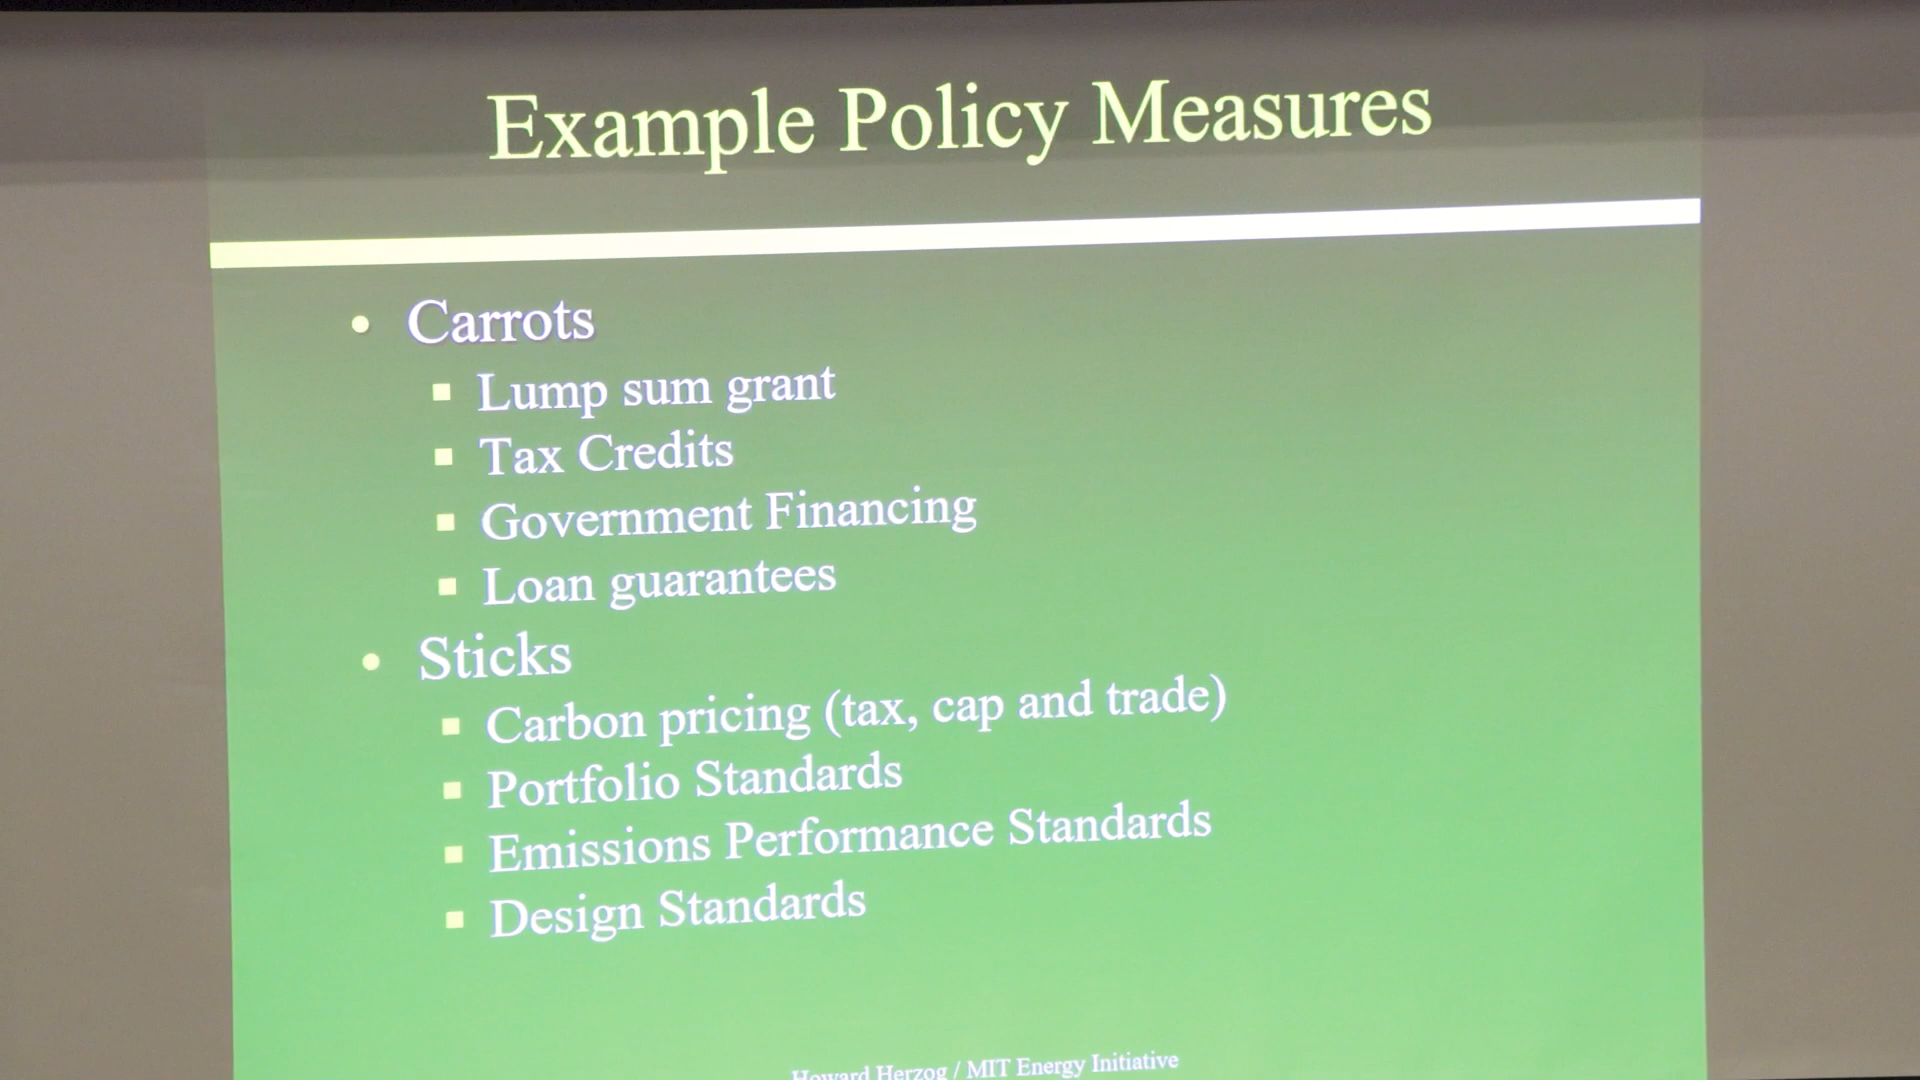 Example Policy Measures
• Carrots
▪ Lump sum grant
▪ Tax Credits
▪ Government Financing
▪ Loan guarantees
• Sticks
▪ Carbon pricing (tax, cap and trade)
▪ Portfolio Standards
▪ Emissions Performance Standards
▪ Design Standards
Howard Herzog / MIT Energy Initiative